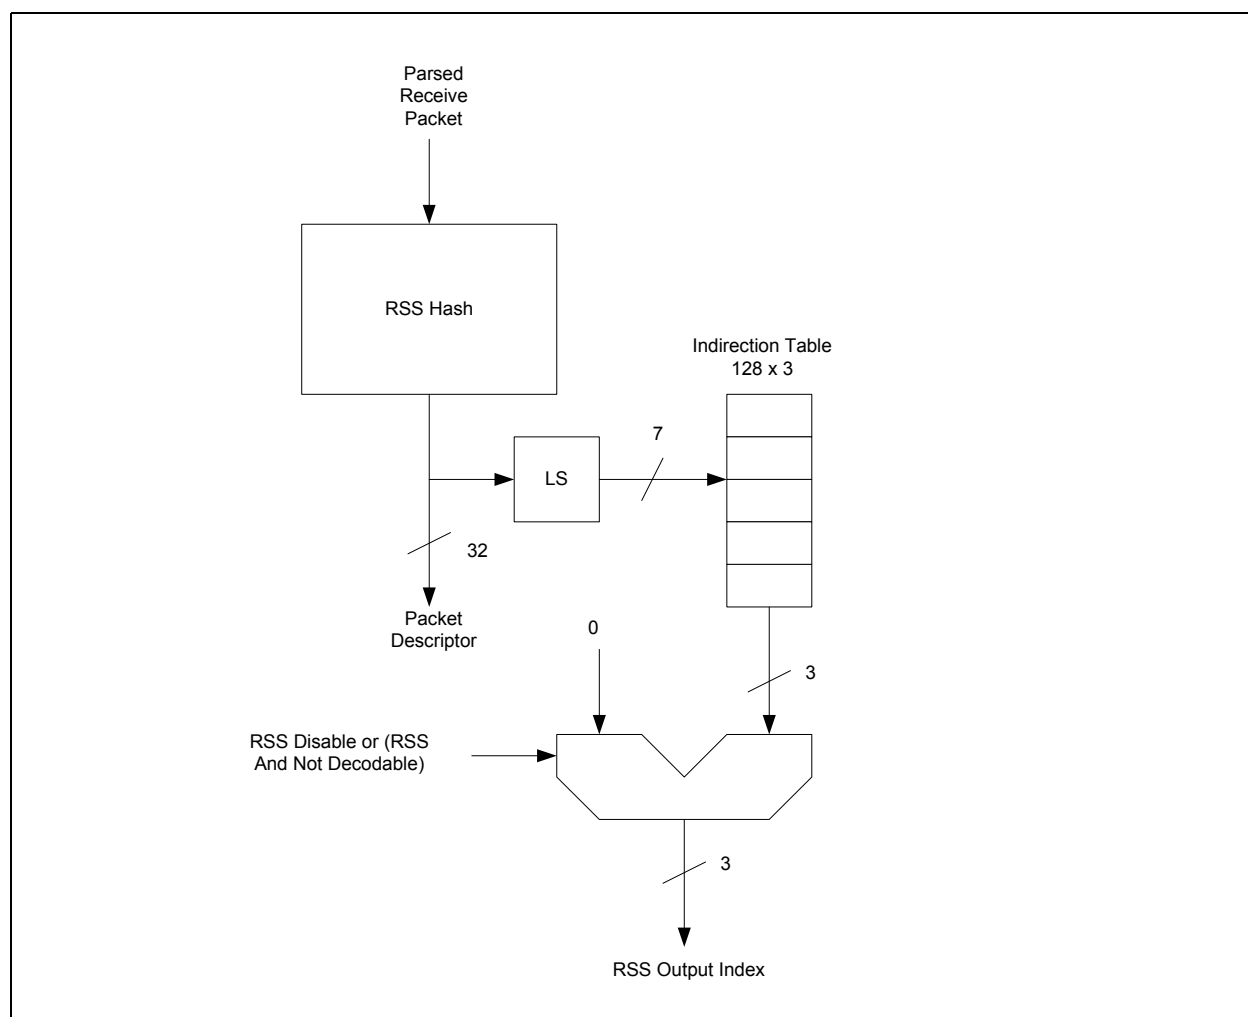 Parsed
Receive
Packet
RSS Hash
Indirection Table
128 x 3
7
LS
32
Packet
Descriptor
0
3
RSS Disable or (RSS
And Not Decodable)
3
RSS Output Index